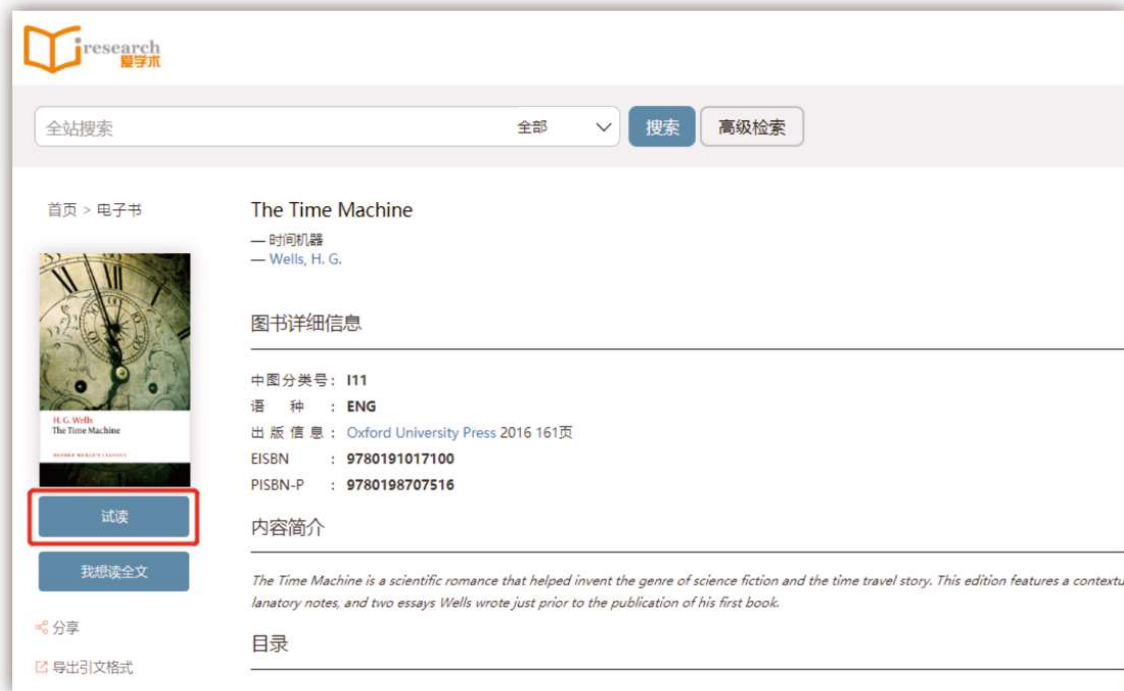 iresearch
爱学术
全站搜索 全部 搜索 高级检索
首页 > 电子书
The Time Machine
— 时间机器
— Wells, H. G.
H. G. Wells
The Time Machine
OXFORD WORLD'S CLASSICS
试读
我想读全文
分享
导出引文格式
图书详细信息
中图分类号: I11
语 种 : ENG
出版信息: Oxford University Press 2016 161页
EISBN : 9780191017100
PISBN-P : 9780198707516
内容简介
The Time Machine is a scientific romance that helped invent the genre of science fiction and the time travel story. This edition features a contextu
lanatory notes, and two essays Wells wrote just prior to the publication of his first book.
目录